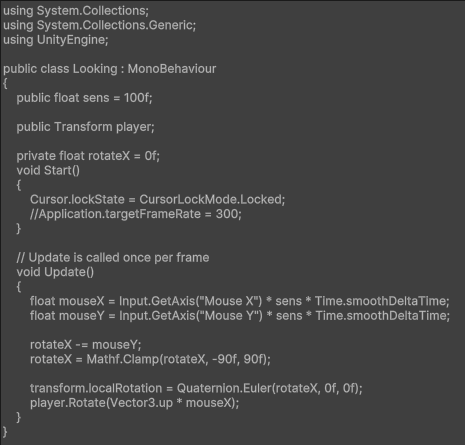 using System.Collections;
using System.Collections.Generic;
using UnityEngine;

public class Looking : MonoBehaviour
{
    public float sens = 100f;

    public Transform player;

    private float rotateX = 0f;
    void Start()
    {
        Cursor.lockState = CursorLockMode.Locked;
        //Application.targetFrameRate = 300;
    }

    // Update is called once per frame
    void Update()
    {
        float mouseX = Input.GetAxis("Mouse X") * sens * Time.smoothDeltaTime;
        float mouseY = Input.GetAxis("Mouse Y") * sens * Time.smoothDeltaTime;

        rotateX -= mouseY;
        rotateX = Mathf.Clamp(rotateX, -90f, 90f);

        transform.localRotation = Quaternion.Euler(rotateX, 0f, 0f);
        player.Rotate(Vector3.up * mouseX);
    }
}